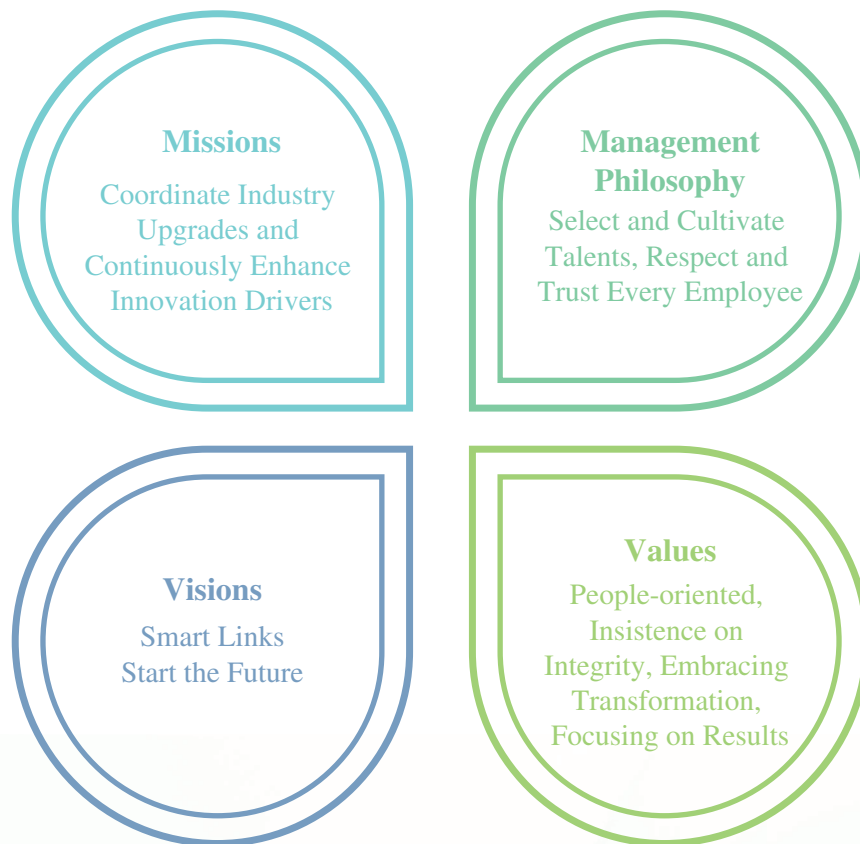 Missions
Coordinate Industry
Upgrades and
Continuously Enhance
Innovation Drivers
Management
Philosophy
Select and Cultivate
Talents, Respect and
Trust Every Employee
Visions
Smart Links
Start the Future
Values
People-oriented,
Insistence on
Integrity, Embracing
Transformation,
Focusing on Results